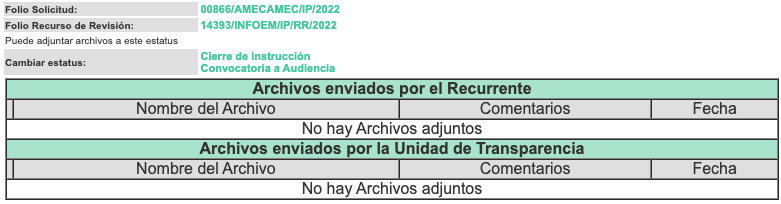 Folio Solicitud: 00866/AMECAMEC/IP/2022
Folio Recurso de Revisión: 14393/INFOEM/IP/RR/2022
Puede adjuntar archivos a este estatus
Cambiar estatus: Cierre de instrucción
Convocatoria a Audiencia
Archivos enviados por el Recurrente
Nombre del Archivo Comentarios Fecha
No hay Archivos adjuntos
Archivos enviados por la Unidad de Transparencia
Nombre del Archivo Comentarios Fecha
No hay Archivos adjuntos